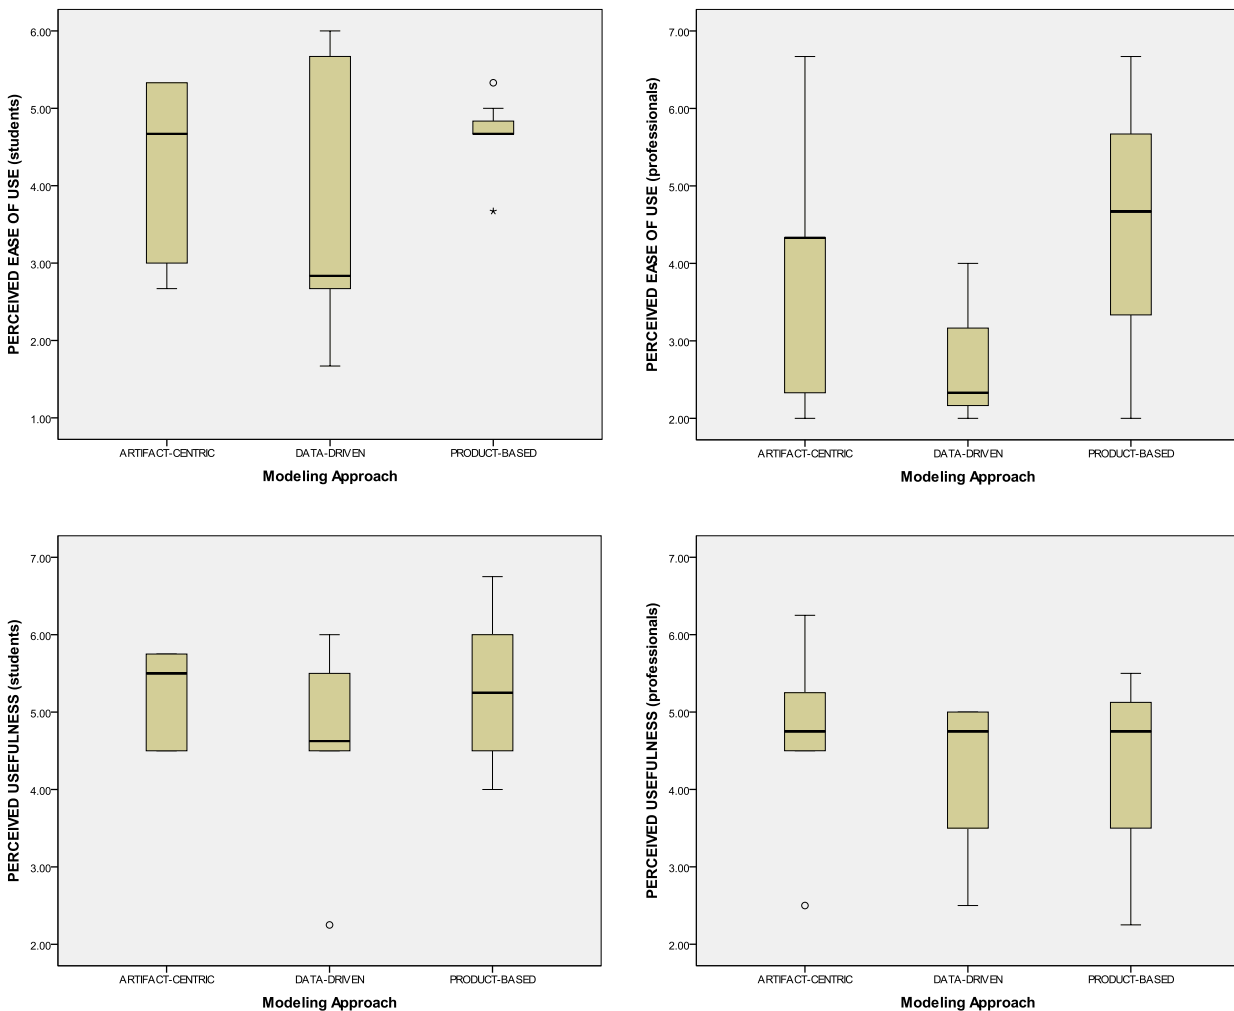 PERCEIVED EASE OF USE (students)
6.00
5.00
4.00
3.00
2.00
1.00
ARTIFACT-CENTRIC DATA-DRIVEN PRODUCT-BASED
Modeling Approach
PERCEIVED EASE OF USE (professionals)
7.00
6.00
5.00
4.00
3.00
2.00
ARTIFACT-CENTRIC DATA-DRIVEN PRODUCT-BASED
Modeling Approach
PERCEIVED USEFULNESS (students)
7.00
6.00
5.00
4.00
3.00
2.00
ARTIFACT-CENTRIC DATA-DRIVEN PRODUCT-BASED
Modeling Approach
PERCEIVED USEFULNESS (professionals)
7.00
6.00
5.00
4.00
3.00
2.00
ARTIFACT-CENTRIC DATA-DRIVEN PRODUCT-BASED
Modeling Approach